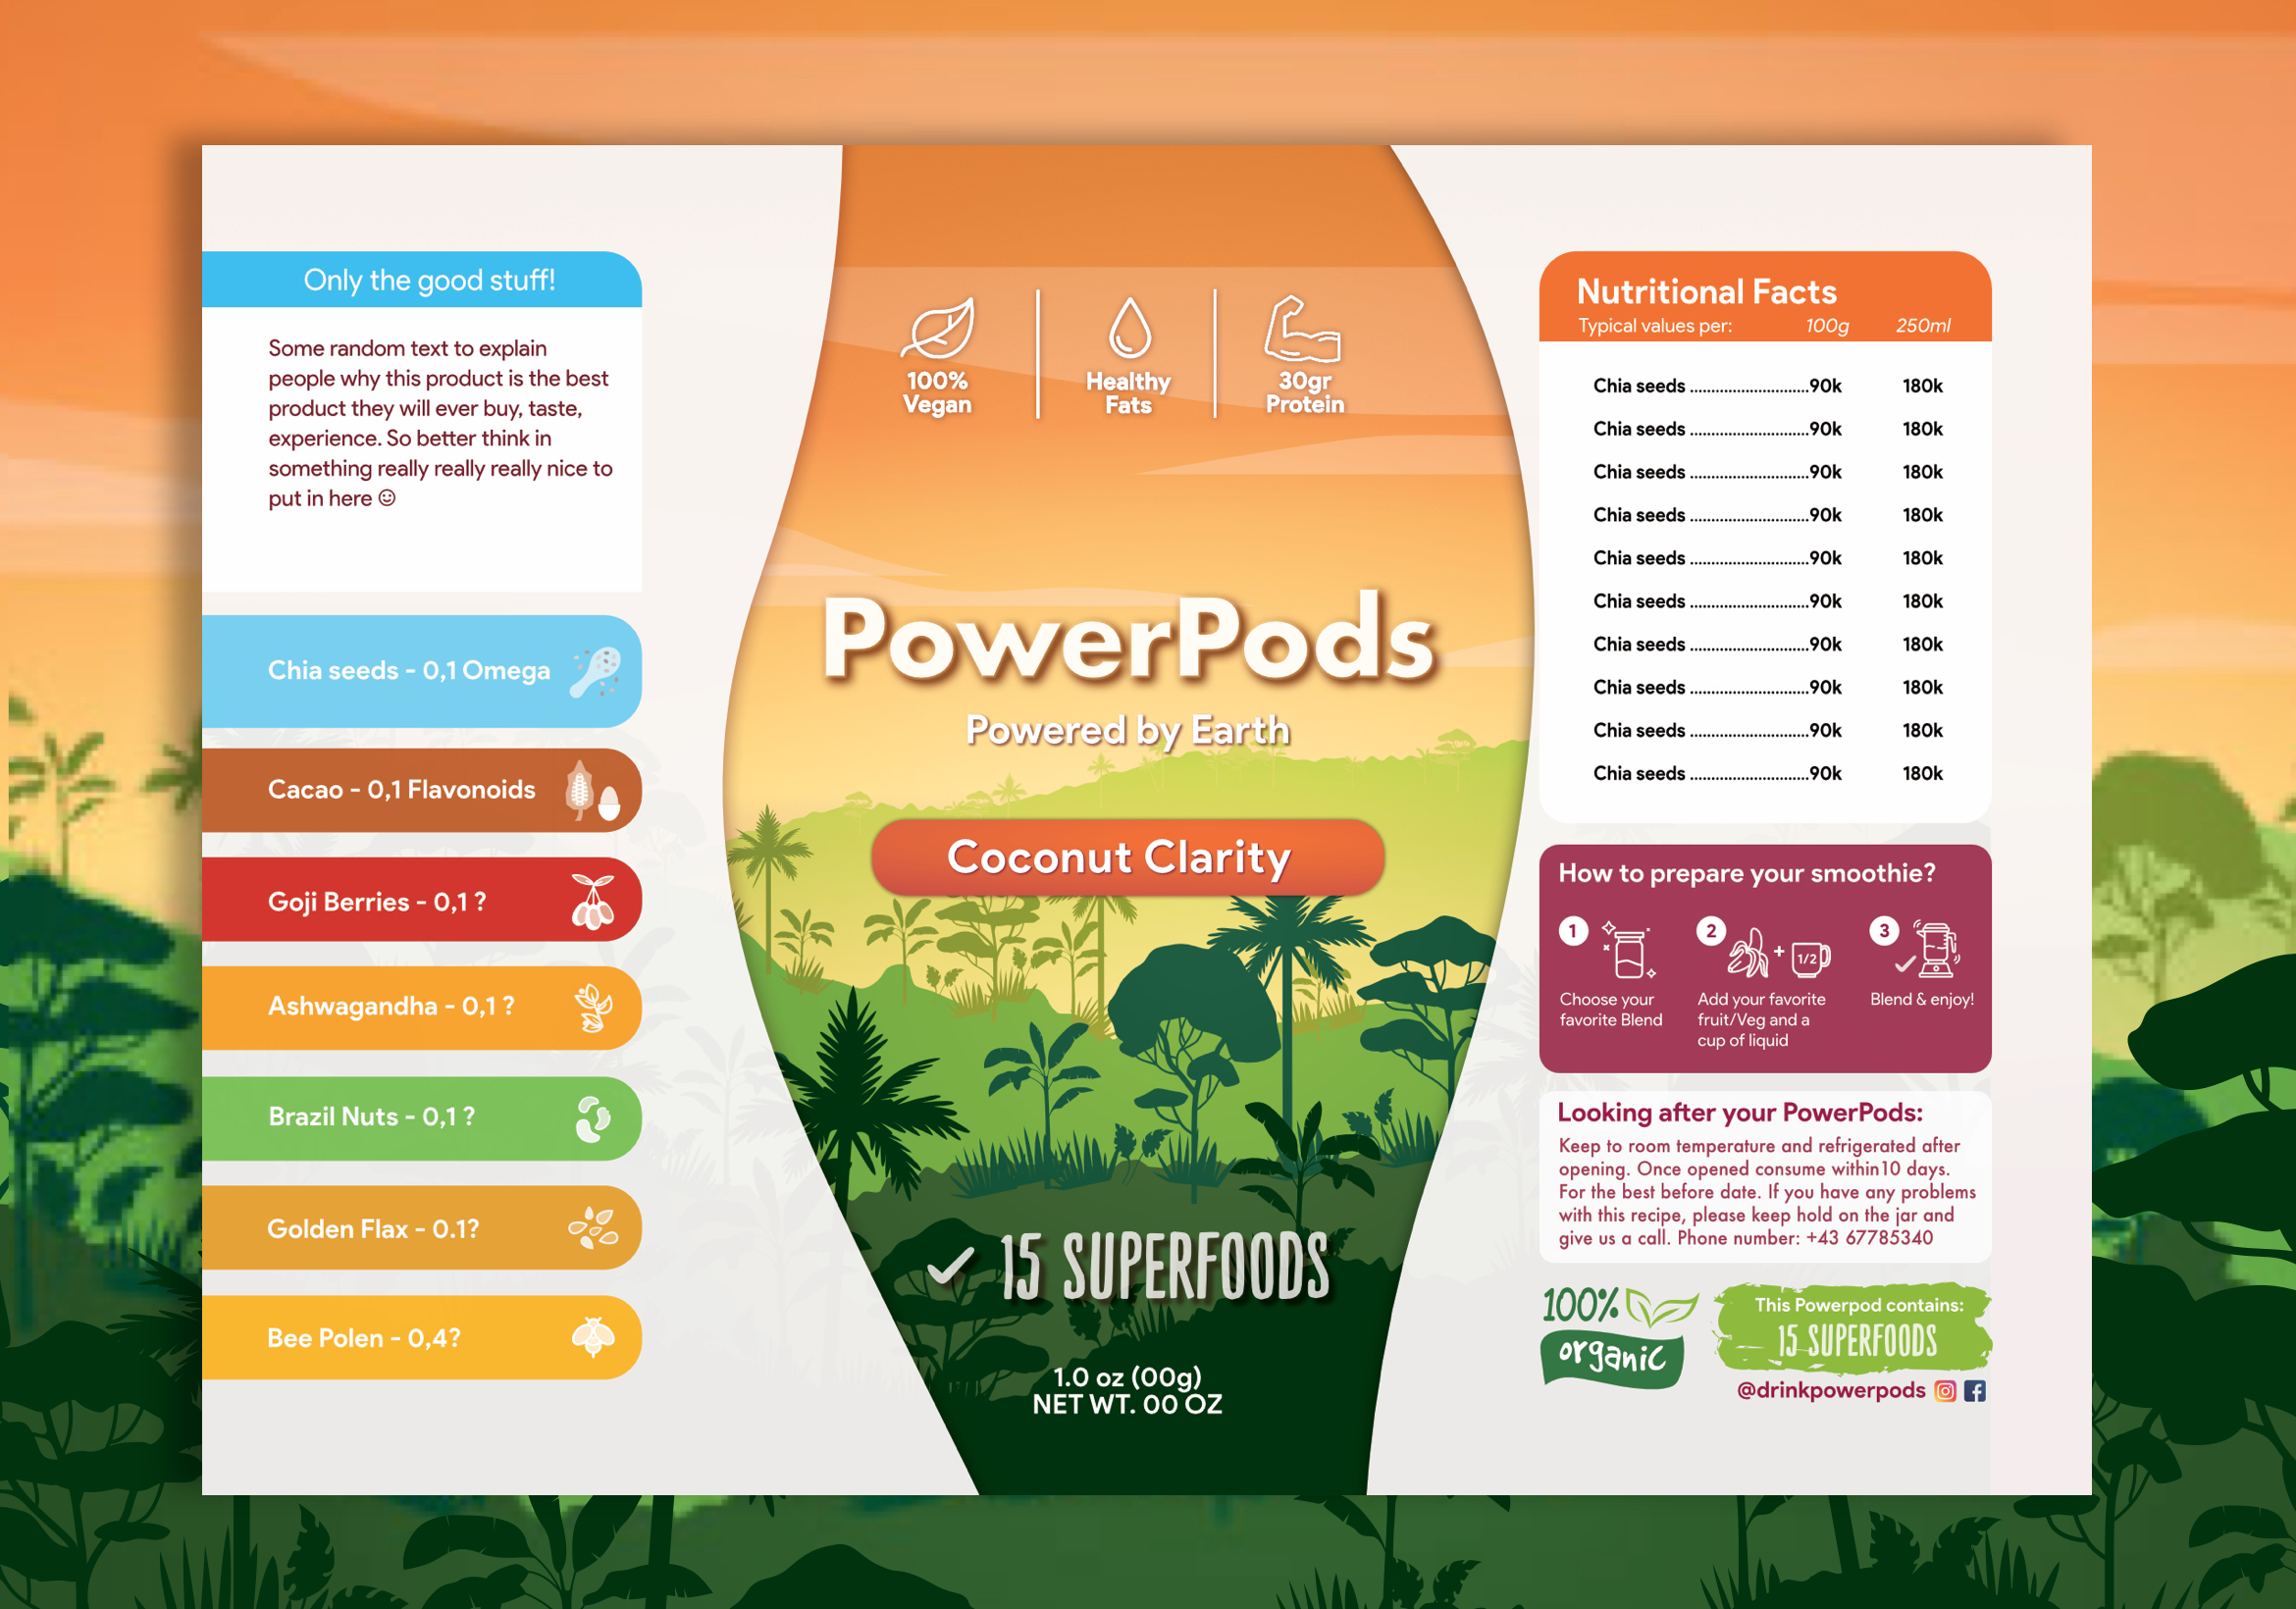 Only the good stuff!
Some random text to explain
people why this product is the best
product they will ever buy, taste,
experience. So better think in
something really really really nice to
put in here ☺
Chia seeds - 0,1 Omega
Cacao - 0,1 Flavonoids
Goji Berries - 0,1 ?
Ashwagandha - 0,1 ?
Brazil Nuts - 0,1 ?
Golden Flax - 0.1?
Bee Polen - 0,4?
100%
Vegan
Healthy
Fats
30gr
Protein
PowerPods
Powered by Earth
Coconut Clarity
15 SUPERFOODS
1.0 oz (00g)
NET WT. 00 OZ
Nutritional Facts
Typical values per: 100g 250ml
Chia seeds ............................90k 180k
Chia seeds ............................90k 180k
Chia seeds ............................90k 180k
Chia seeds ............................90k 180k
Chia seeds ............................90k 180k
Chia seeds ............................90k 180k
Chia seeds ............................90k 180k
Chia seeds ............................90k 180k
Chia seeds ............................90k 180k
Chia seeds ............................90k 180k
How to prepare your smoothie?
1
Choose your
favorite Blend
2
+ 1/2
Add your favorite
fruit/Veg and a
cup of liquid
3
Blend & enjoy!
Looking after your PowerPods:
Keep to room temperature and refrigerated after
opening. Once opened consume within10 days.
For the best before date. If you have any problems
with this recipe, please keep hold on the jar and
give us a call. Phone number: +43 67785340
100%
organic
This Powerpod contains:
15 SUPERFOODS
@drinkpowerpods